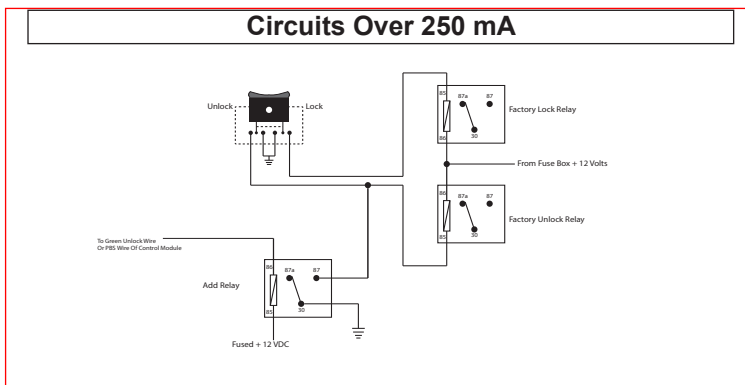 Circuits Over 250 mA
85
87a
87
Unlock
Lock
Factory Lock Relay
30
86
From Fuse Box + 12 Volts
86
87a
87
Factory Unlock Relay
30
85
To Green Unlock Wire
Or PBS Wire Of Control Module
86
87a
87
Add Relay
30
85
Fused + 12 VDC